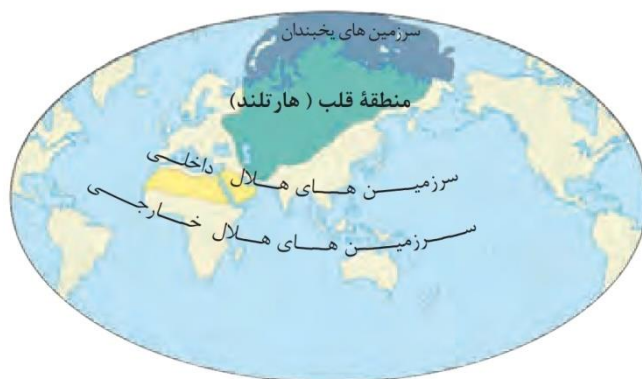 سرزمین های یخبندان
منطقهٔ قلب ( هارتلند)
سرزمین های هلال داخلی
سرزمین های هلال خارجی